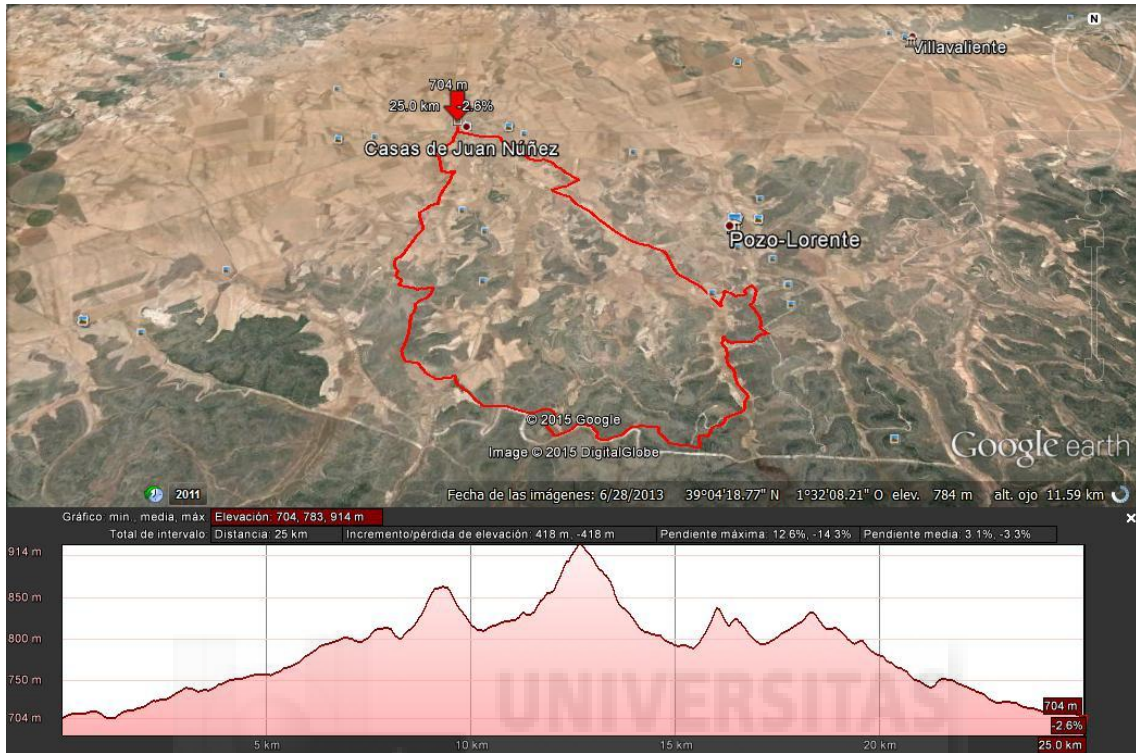 N
Villavaliente
704 m
25.0 km -2.6%
Casas de Juan Núñez
Pozo-Lorente
© 2015 Google
Image © 2015 DigitalGlobe
Google earth
2011
Fecha de las imágenes: 6/28/2013 39°04'18.77" N 1°32'08.21" O elev. 784 m alt. ojo 11.59 km
Gráfico: min., media, máx. Elevación: 704, 783, 914 m
Total de intervalo: Distancia: 25 km Incremento/pérdida de elevación: 418 m, -418 m Pendiente máxima: 12.6%, -14.3% Pendiente media: 3.1%, -3.3%
914 m
850 m
800 m
750 m
704 m
UNIVERSITAS
704 m
-2.6%
5 km 10 km 15 km 20 km 25.0 km